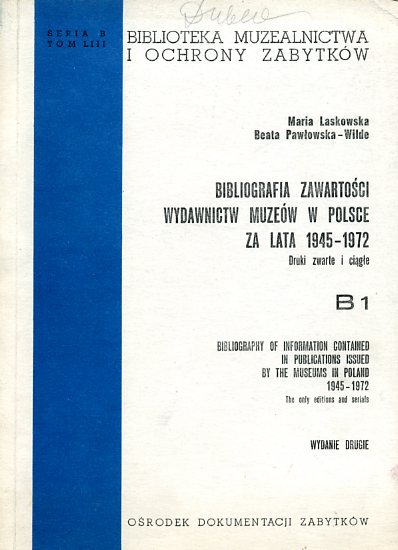 SERIA B
TOM LIII
BIBLIOTEKA MUZEALNICTWA
I OCHRONY ZABYTKÓW
Maria Laskowska
Beata Pawłowska-Wilde
BIBLIOGRAFIA ZAWARTOŚCI
WYDAWNICTW MUZEÓW W POLSCE
ZA LATA 1945-1972
Druki zwarte i ciągłe
B1
BIBLIOGRAPHY OF INFORMATION CONTAINED
IN PUBLICATIONS ISSUED
BY THE MUSEUMS IN POLAND
1945-1972
The only editions and serials
WYDANIE DRUGIE
OŚRODEK DOKUMENTACJI ZABYTKÓW